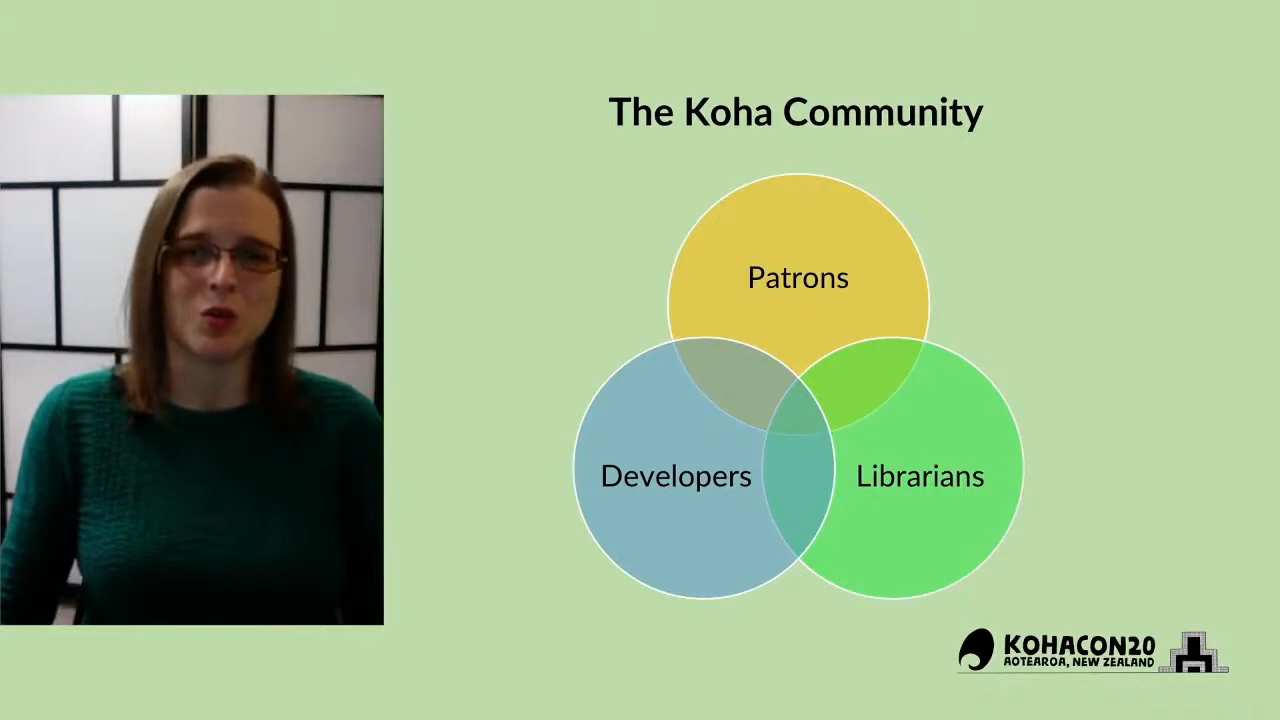 The Koha Community
Patrons
Developers
Librarians
KOHACON20
AOTEAROA, NEW ZEALAND